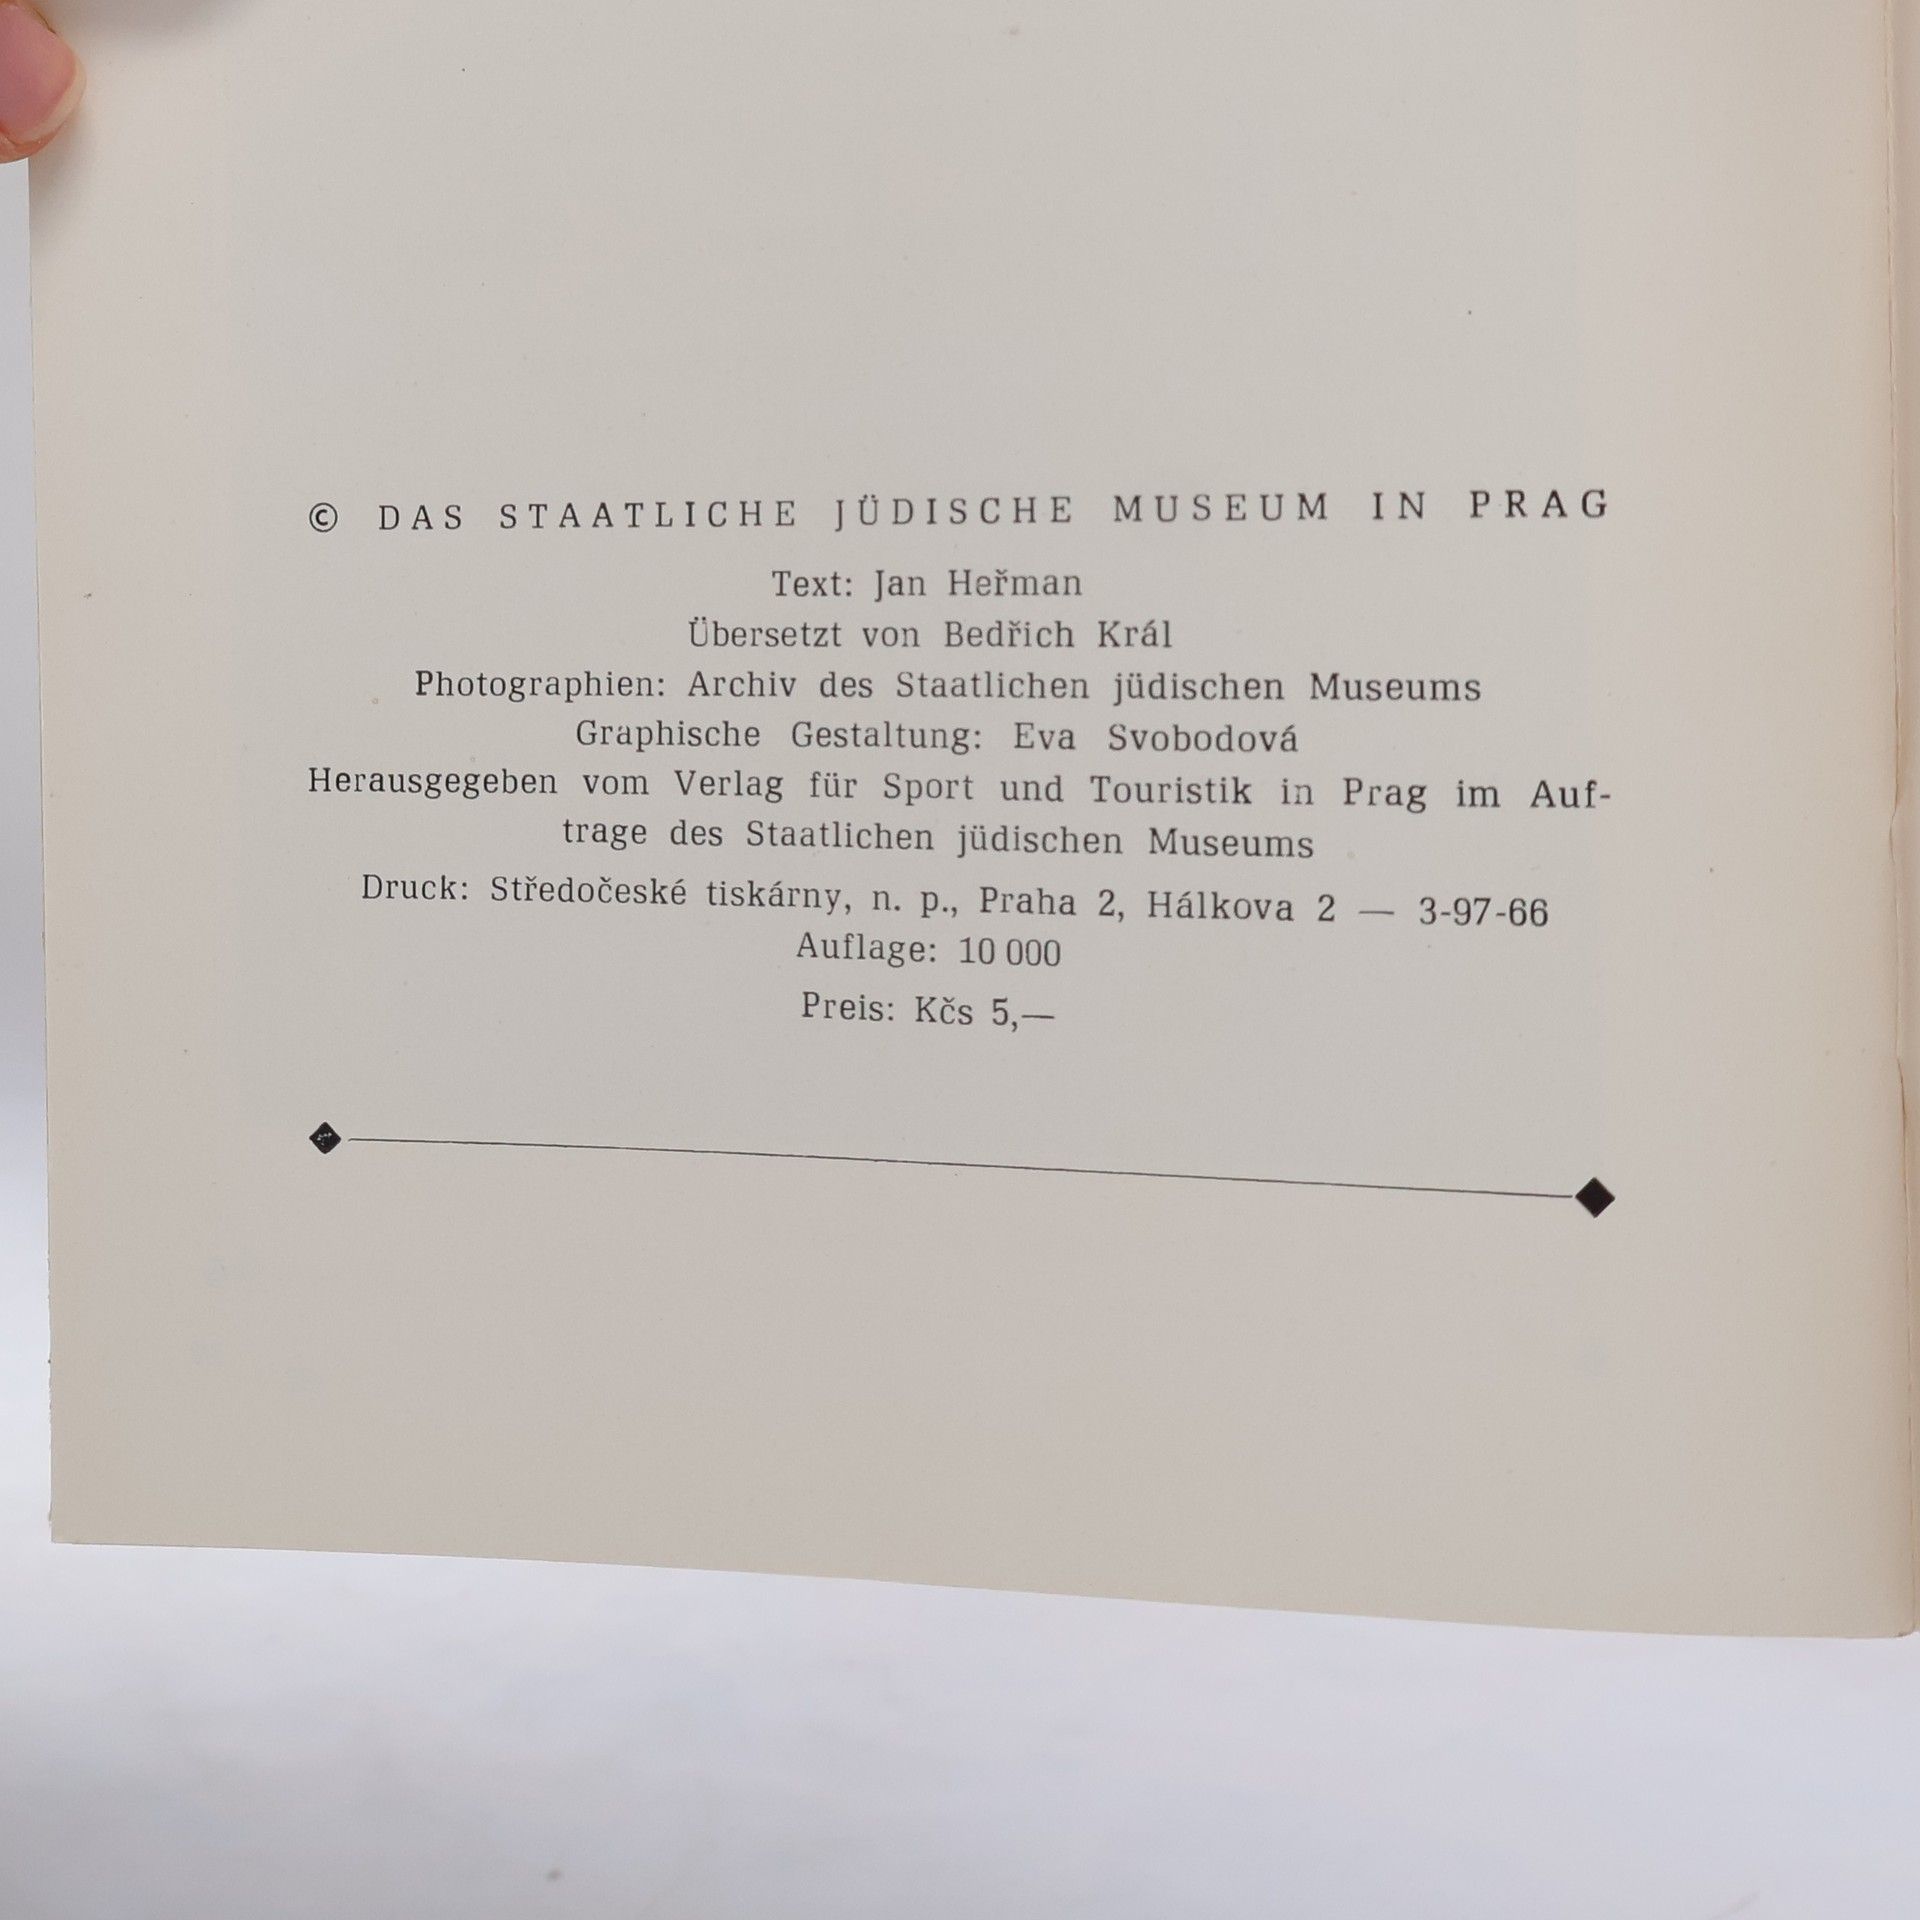 © DAS STAATLICHE JÜDISCHE MUSEUM IN PRAG
Text: Jan Heřman
Übersetzt von Bedřich Král
Photographien: Archiv des Staatlichen jüdischen Museums
Graphische Gestaltung: Eva Svobodová
Herausgegeben vom Verlag für Sport und Touristik in Prag im Auf-
trage des Staatlichen jüdischen Museums
Druck: Středočeské tiskárny, n. p., Praha 2, Hálkova 2 — 3-97-66
Auflage: 10 000
Preis: Kčs 5,—